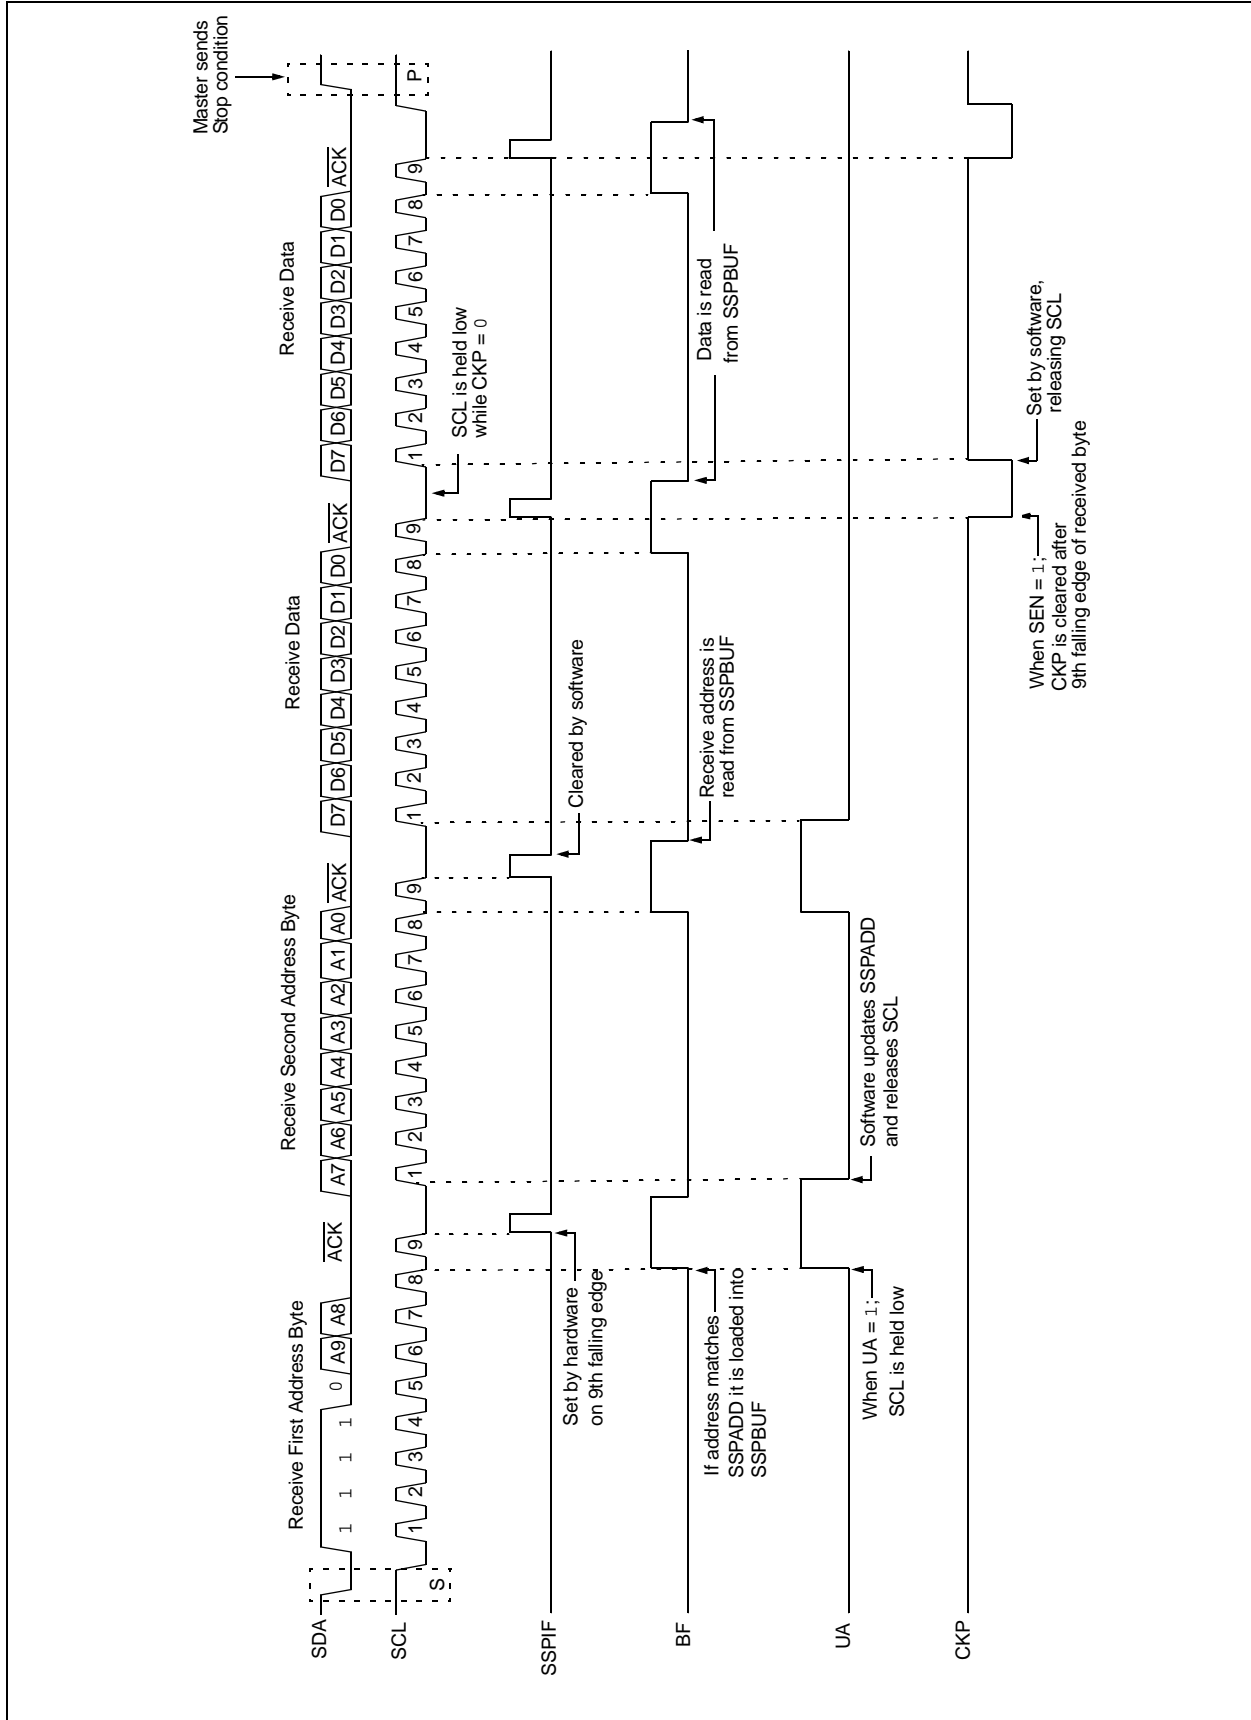 Master sends
Stop condition
Receive First Address Byte
Receive Second Address Byte
Receive Data
Receive Data
SDA
1 1 1 1 0 A9 A8 ACK
A7 A6 A5 A4 A3 A2 A1 A0 ACK
D7 D6 D5 D4 D3 D2 D1 D0 ACK
D7 D6 D5 D4 D3 D2 D1 D0 ACK
SCL
S
1 2 3 4 5 6 7 8 9
1 2 3 4 5 6 7 8 9
1 2 3 4 5 6 7 8 9
1 2 3 4 5 6 7 8 9
P
SCL is held low
while CKP = 0
SSPIF
Set by hardware
on 9th falling edge
Cleared by software
BF
If address matches
SSPADD it is loaded into
SSPBUF
Receive address is
read from SSPBUF
Data is read
from SSPBUF
UA
When UA = 1;
SCL is held low
Software updates SSPADD
and releases SCL
CKP
When SEN = 1;
CKP is cleared after
9th falling edge of received byte
Set by software,
releasing SCL